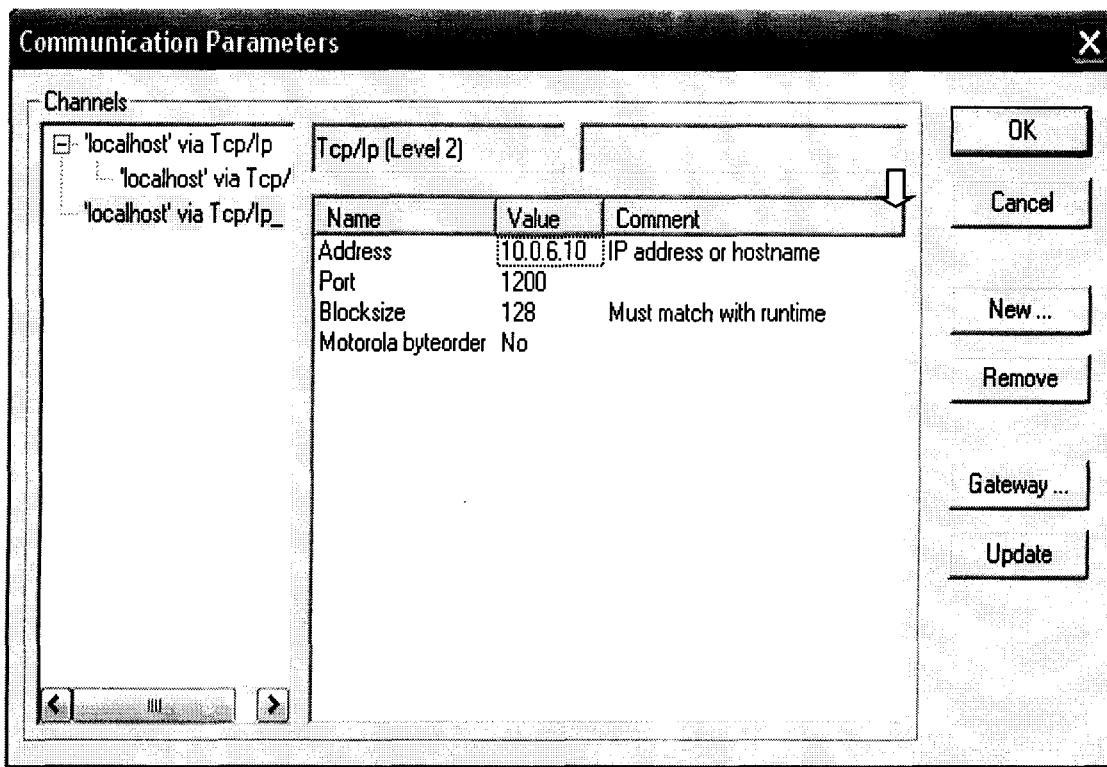 Communication Parameters
Channels
'localhost' via Tcp/Ip
'localhost' via Tcp/
'localhost' via Tcp/Ip_
Tcp/Ip (Level 2)
Name Value Comment
Address 10.0.6.10 IP address or hostname
Port 1200
Blocksize 128 Must match with runtime
Motorola byteorder No
OK
Cancel
New ...
Remove
Gateway ...
Update